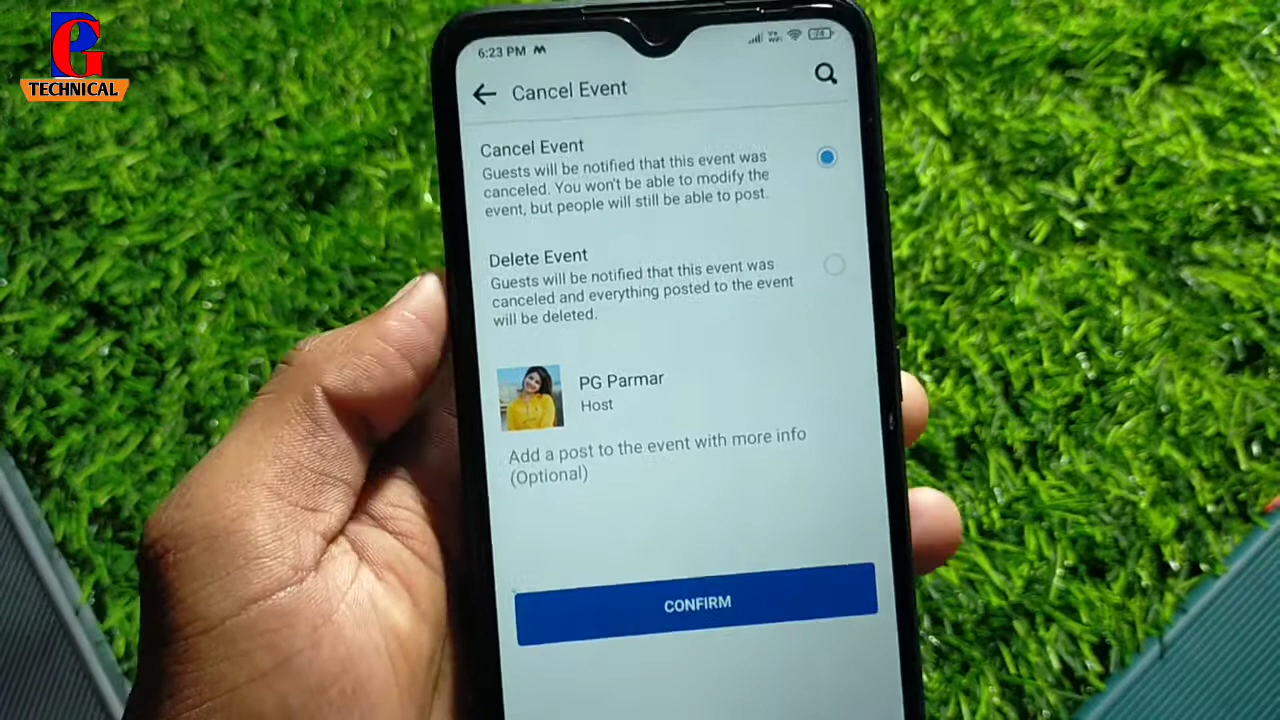 PG
TECHNICAL
6:23 PM
Cancel Event
Cancel Event
Guests will be notified that this event was
canceled. You won't be able to modify the
event, but people will still be able to post.
Delete Event
Guests will be notified that this event was
canceled and everything posted to the event
will be deleted.
PG Parmar
Host
Add a post to the event with more info
(Optional)
CONFIRM